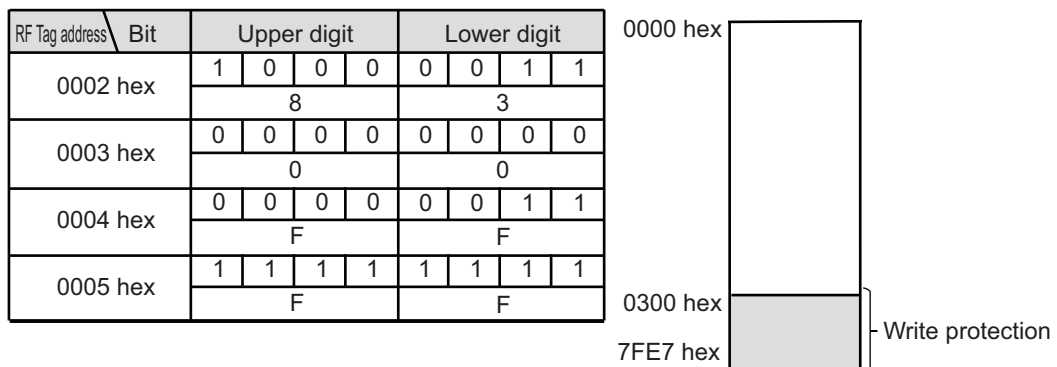 RF Tag address Bit Upper digit Lower digit
0002 hex
1 0 0 0 0 0 1 1
8 3
0003 hex
0 0 0 0 0 0 0 0
0 0
0004 hex
0 0 0 0 0 0 1 1
F F
0005 hex
1 1 1 1 1 1 1 1
F F
0000 hex
0300 hex
7FE7 hex
Write protection